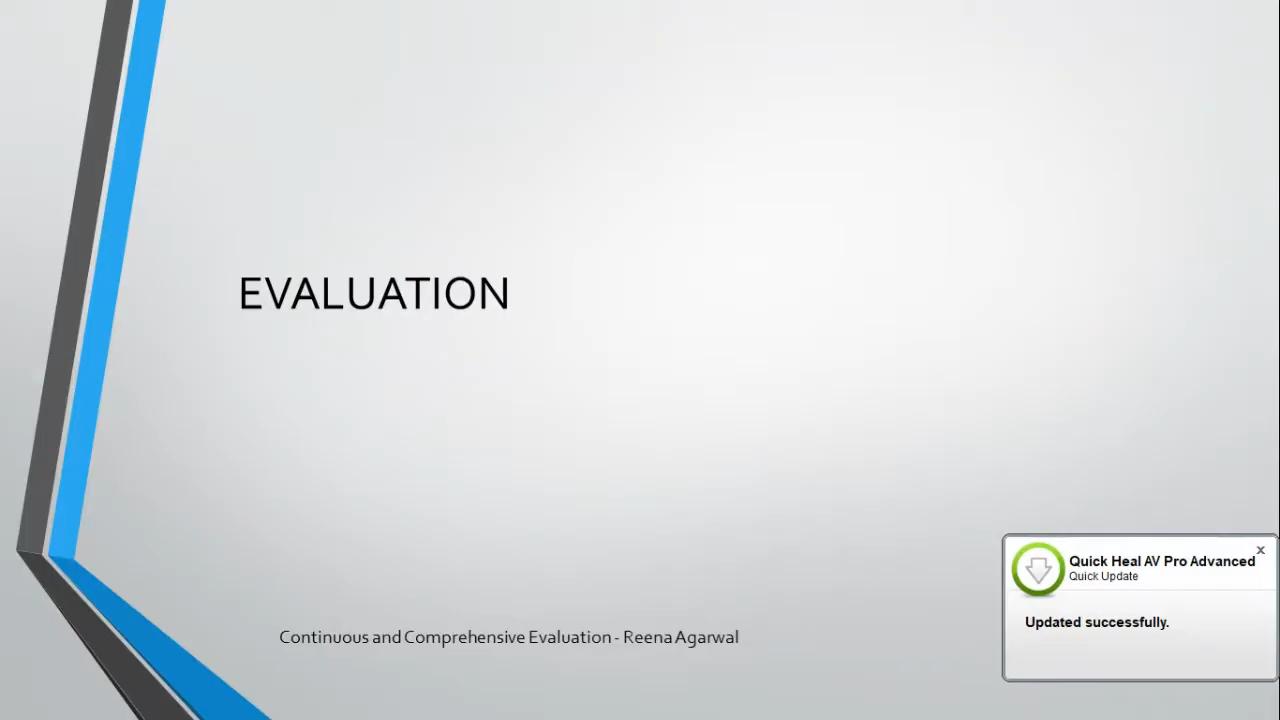 EVALUATION
Continuous and Comprehensive Evaluation - Reena Agarwal
x
Quick Heal AV Pro Advanced
Quick Update
Updated successfully.